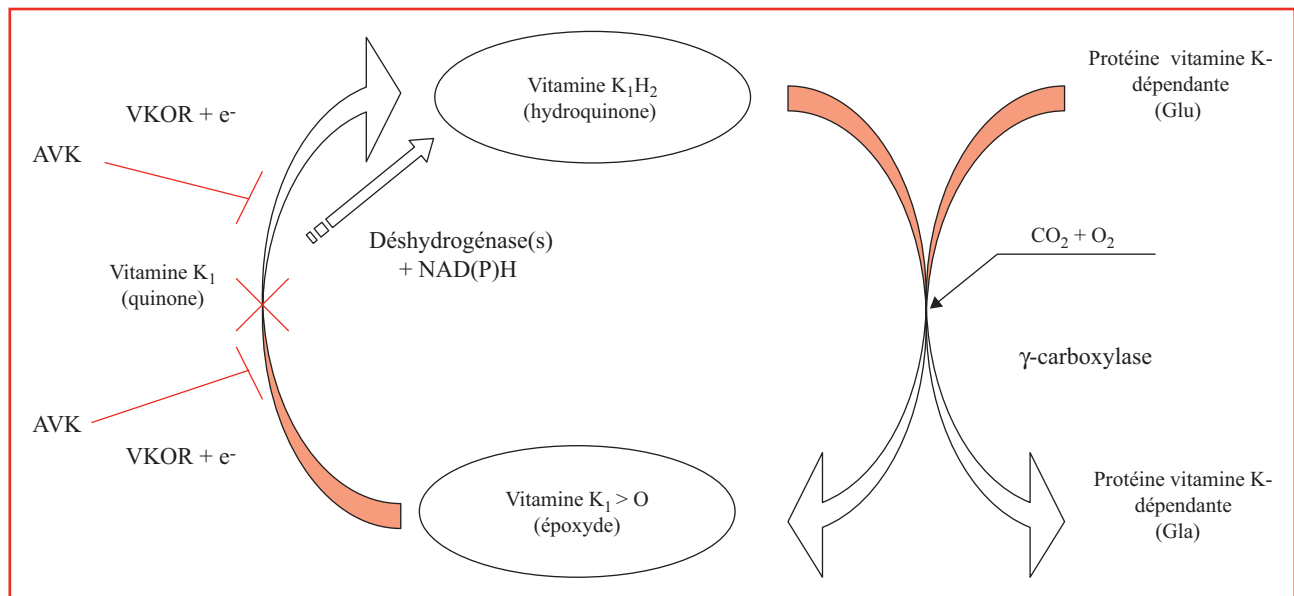 VKOR + e-
AVK
Vitamine K₁
(quinone)
AVK
VKOR + e-
Vitamine K₁H₂
(hydroquinone)
Déshydrogénase(s)
+ NAD(P)H
Vitamine K₁ > O
(époxyde)
Protéine vitamine K-
dépendante
(Glu)
CO₂ + O₂
γ-carboxylase
Protéine vitamine K-
dépendante
(Gla)